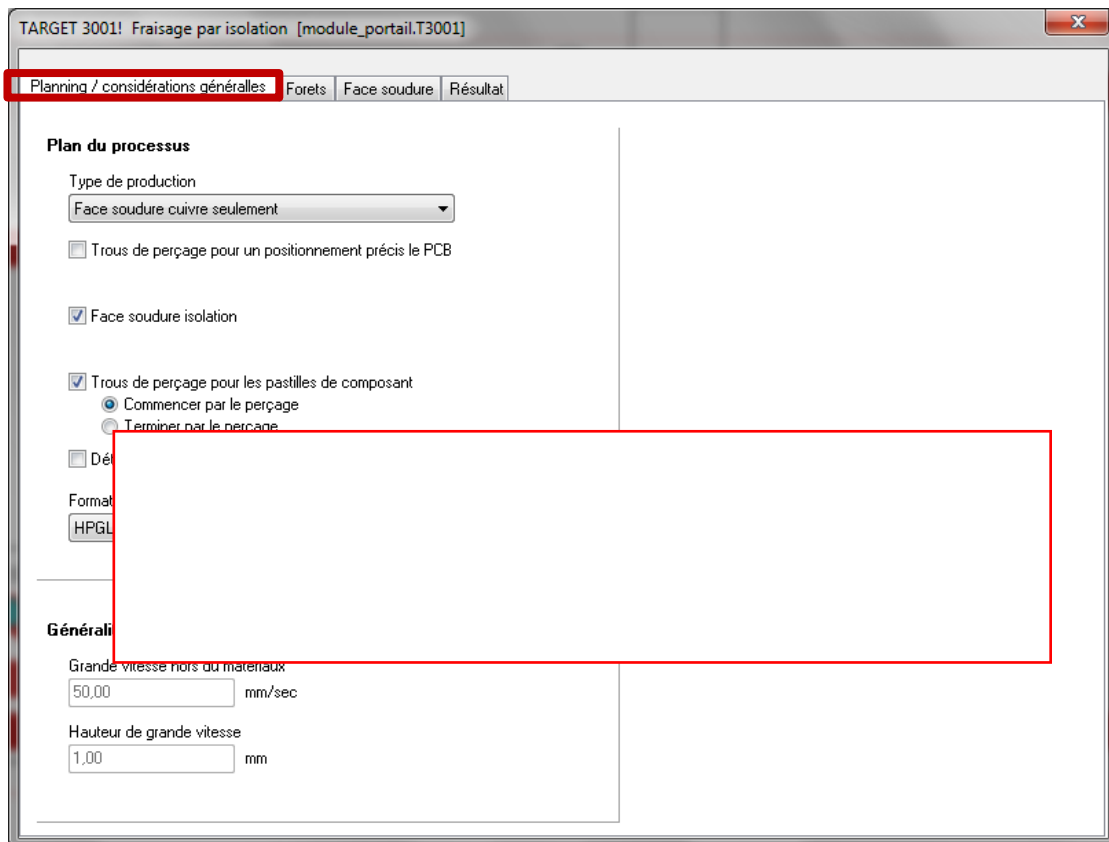 TARGET 3001! Fraisage par isolation [module_portail.T3001]
Planning / considérations généralles Forets Face soudure Résultat
Plan du processus
Type de production
Face soudure cuivre seulement
Trous de perçage pour un positionnement précis le PCB
Face soudure isolation
Trous de perçage pour les pastilles de composant
Commencer par le perçage
Terminer par le perçage
Dét
Format
HPGL
Générali
Grande vitesse hors du matériaux
50,00 mm/sec
Hauteur de grande vitesse
1,00 mm